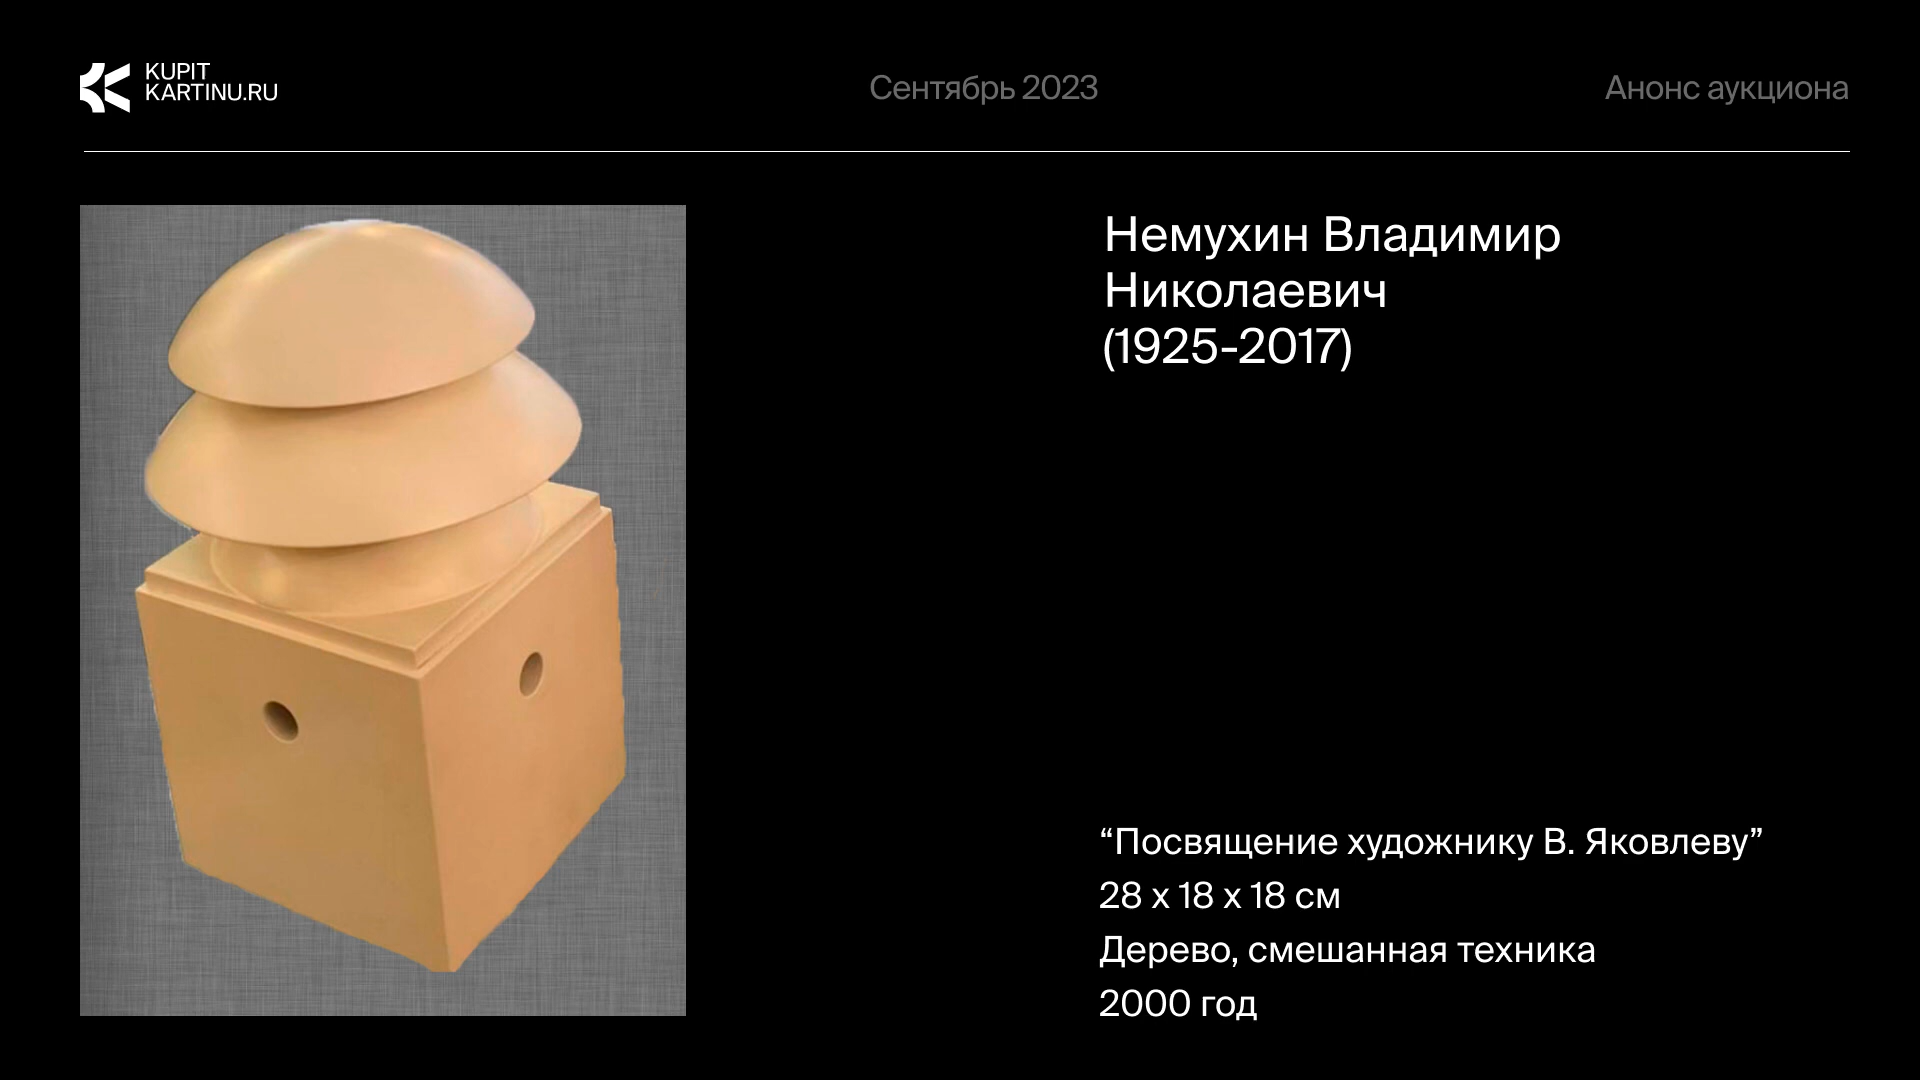 KUPIT
KARTINU.RU
Сентябрь 2023
Анонс аукциона
Немухин Владимир
Николаевич
(1925-2017)
“Посвящение художнику В. Яковлеву”
28 х 18 х 18 см
Дерево, смешанная техника
2000 год